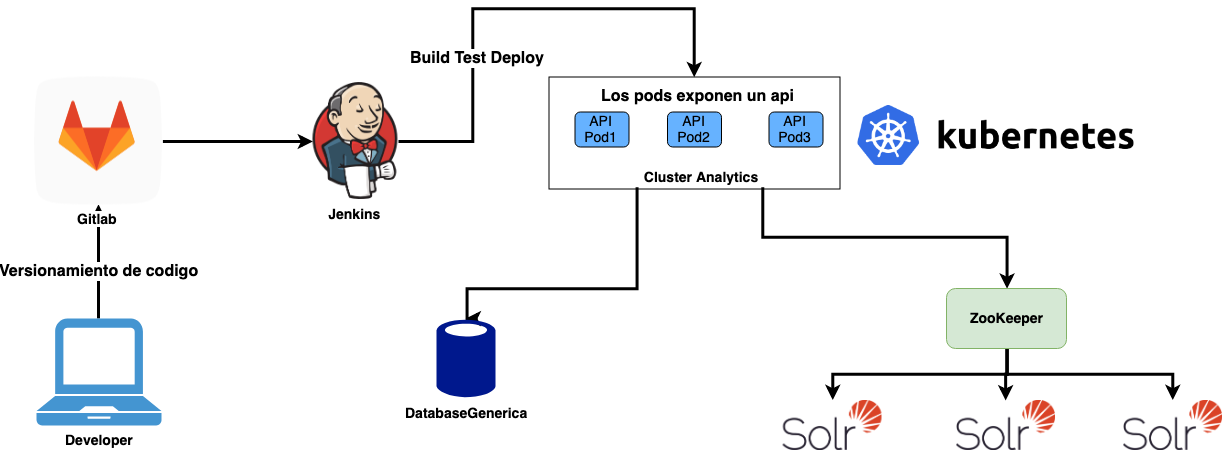 Build Test Deploy
Los pods exponen un api
API
Pod1
API
Pod2
API
Pod3
Cluster Analytics
kubernetes
Gitlab
Jenkins
Versionamiento de codigo
Developer
DatabaseGenerica
ZooKeeper
Solr
Solr
Solr